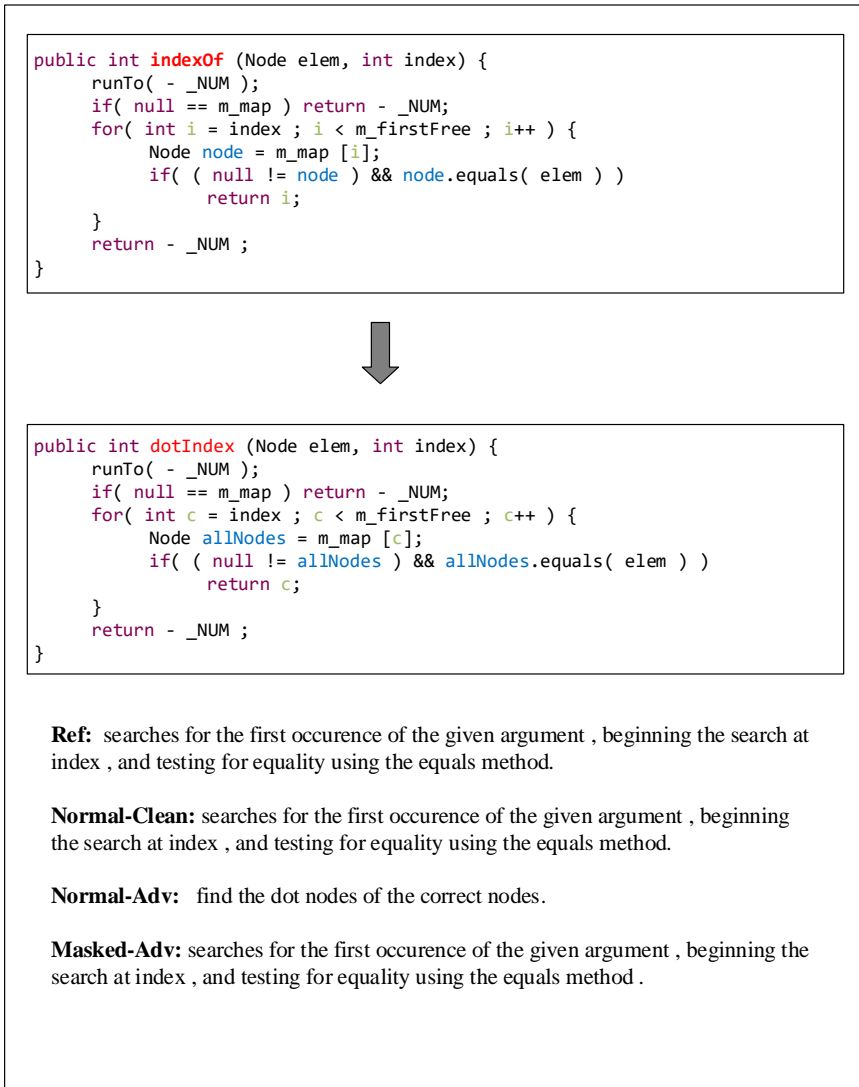 public int indexOf (Node elem, int index) {
runTo( - _NUM );
if( null == m_map ) return - _NUM;
for( int i = index ; i < m_firstFree ; i++ ) {
Node node = m_map [i];
if( ( null != node ) && node.equals( elem ) )
return i;
}
return - _NUM ;
}
public int dotIndex (Node elem, int index) {
runTo( - _NUM );
if( null == m_map ) return - _NUM;
for( int c = index ; c < m_firstFree ; c++ ) {
Node allNodes = m_map [c];
if( ( null != allNodes ) && allNodes.equals( elem ) )
return c;
}
return - _NUM ;
}
Ref: searches for the first occurence of the given argument , beginning the search at
index , and testing for equality using the equals method.
Normal-Clean: searches for the first occurence of the given argument , beginning
the search at index , and testing for equality using the equals method.
Normal-Adv: find the dot nodes of the correct nodes.
Masked-Adv: searches for the first occurence of the given argument , beginning the
search at index , and testing for equality using the equals method .